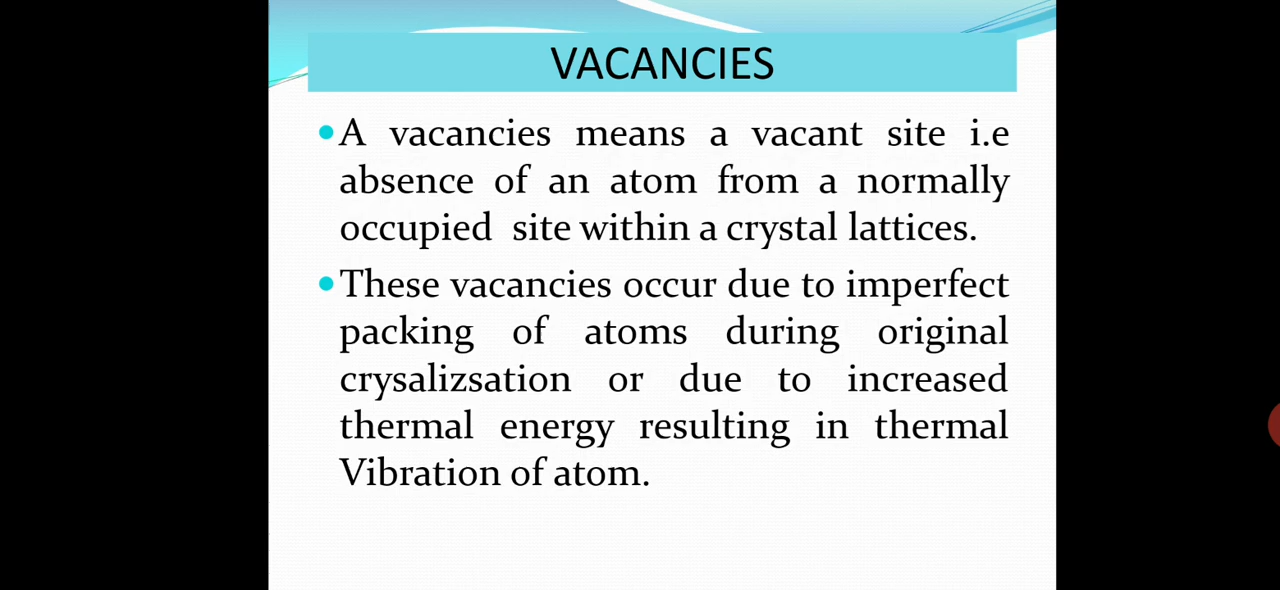 VACANCIES
A vacancies means a vacant site i.e
absence of an atom from a normally
occupied site within a crystal lattices.
These vacancies occur due to imperfect
packing of atoms during original
crysalizsation or due to increased
thermal energy resulting in thermal
Vibration of atom.